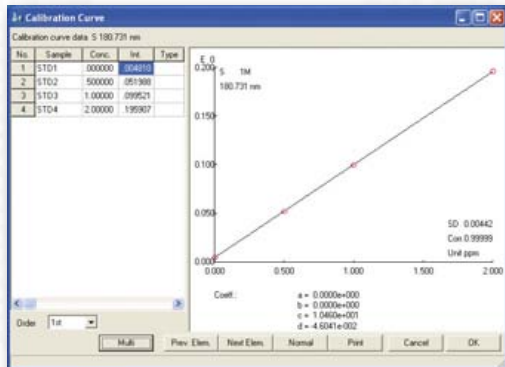 Calibration Curve
Calibration curve data S 180.731 nm
No. Sample Conc. Int. Type
1 STD1 .000000 .004810
2 STD2 .500000 .051988
3 STD3 1.00000 .099521
4 STD4 2.00000 .195907
Order 1st
E_0
0.200
S 1M
180.731 nm
0.150
0.100
0.050
0.000
0.000 0.500 1.000 1.500 2.000
SD 0.00442
Corr.0.99999
Unit ppm
Coeff.:
a = 0.0000e+000
b = 0.0000e+000
c = 1.0460e+001
d = -4.6041e-002
Multi Prev. Elem. Next Elem. Normal Print Cancel OK